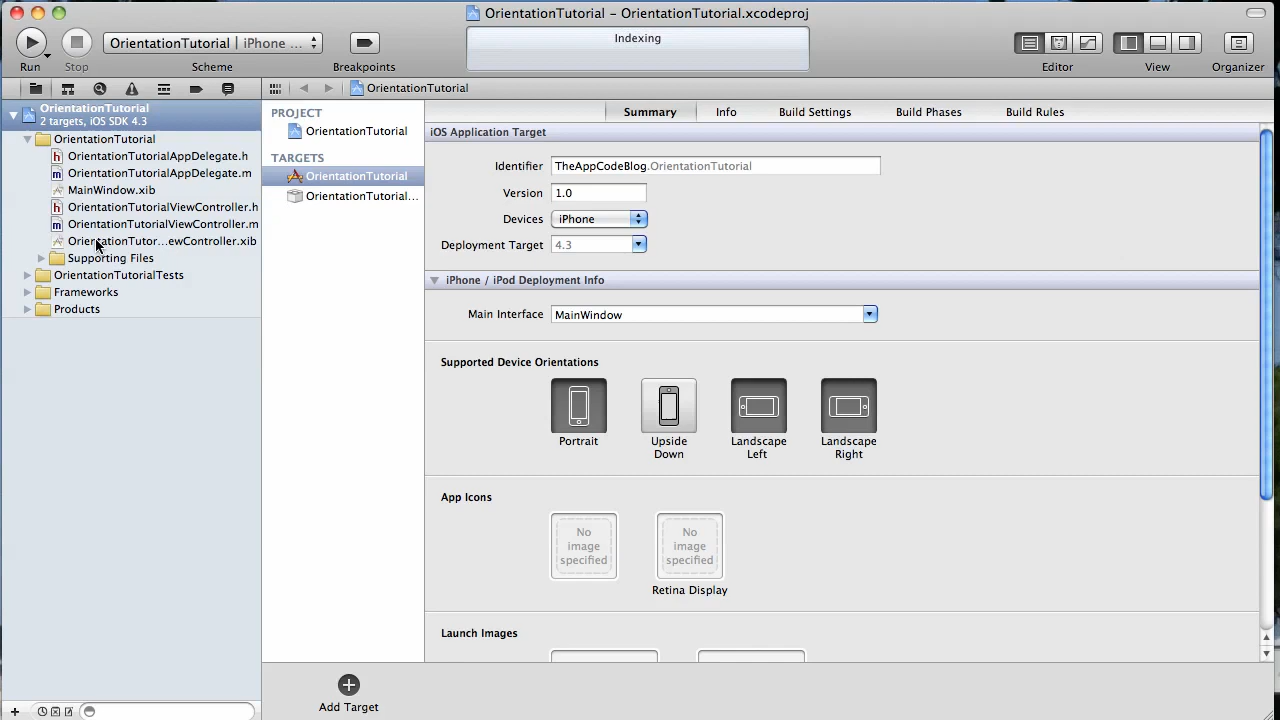 OrientationTutorial – OrientationTutorial.xcodeproj
Indexing
OrientationTutorial | iPhone ...
Run
Stop
Scheme
Breakpoints
Editor
View
Organizer
OrientationTutorial
OrientationTutorial
2 targets, iOS SDK 4.3
OrientationTutorial
OrientationTutorialAppDelegate.h
OrientationTutorialAppDelegate.m
MainWindow.xib
OrientationTutorialViewController.h
OrientationTutorialViewController.m
OrientationTutor...ewController.xib
Supporting Files
OrientationTutorialTests
Frameworks
Products
PROJECT
OrientationTutorial
TARGETS
OrientationTutorial
OrientationTutorial...
Summary
Info
Build Settings
Build Phases
Build Rules
iOS Application Target
Identifier TheAppCodeBlog.OrientationTutorial
Version 1.0
Devices iPhone
Deployment Target 4.3
iPhone / iPod Deployment Info
Main Interface MainWindow
Supported Device Orientations
Portrait
Upside
Down
Landscape
Left
Landscape
Right
App Icons
No
image
specified
No
image
specified
Retina Display
Launch Images
Add Target